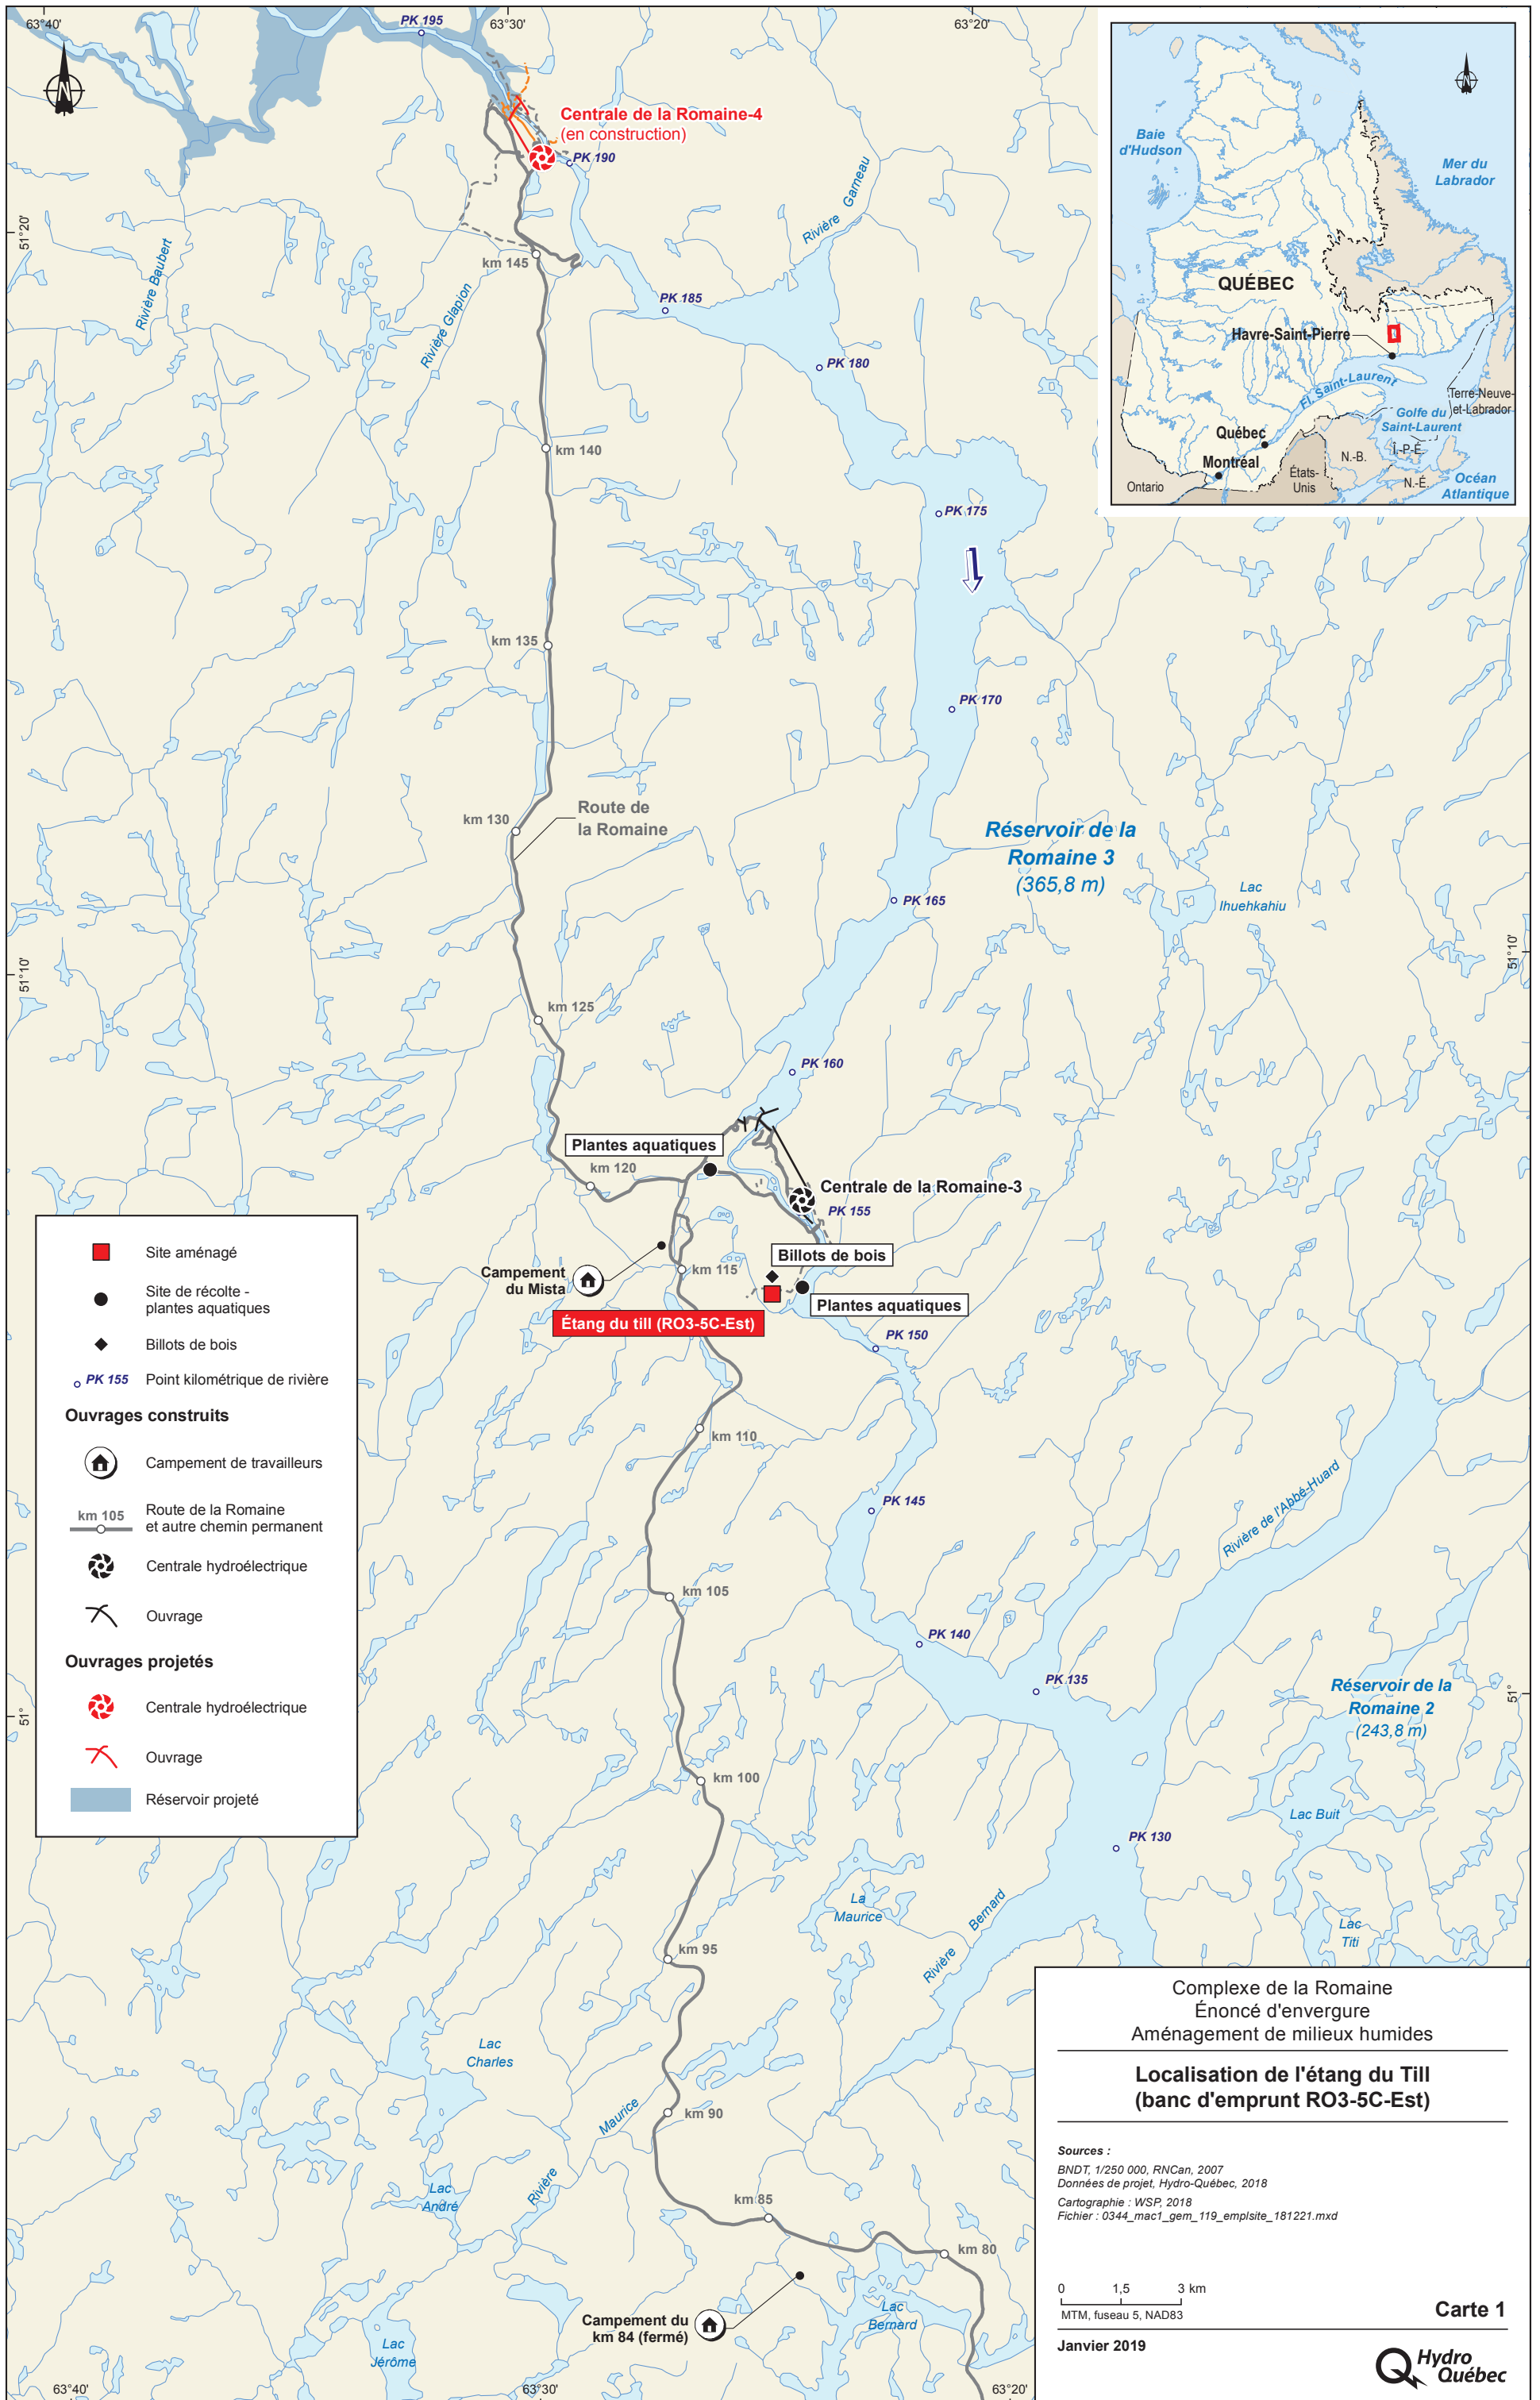 63°40'
63°30'
63°20'
PK 195
Centrale de la Romaine-4
(en construction)
PK 190
N
Rivière Garneau
51°20'
Rivière Baubert
Rivière Glapion
km 145
PK 185
PK 180
km 140
PK 175
km 135
PK 170
Route de
la Romaine
km 130
Réservoir de la
Romaine 3
(365,8 m)
PK 165
Lac
Ihuehkahiu
51°10'
51°10'
km 125
PK 160
Plantes aquatiques
km 120
Centrale de la Romaine-3
PK 155
Billots de bois
Campement
du Mista
km 115
Plantes aquatiques
Étang du till (RO3-5C-Est)
PK 150
km 110
PK 145
Rivière de l'Abbé-Huard
km 105
PK 140
PK 135
Réservoir de la
Romaine 2
(243,8 m)
51°
51°
km 100
Lac Buit
PK 130
La
Maurice
Rivière Bernard
Lac
Titi
km 95
Lac
Charles
km 90
Rivière Maurice
Lac
André
km 85
km 80
Campement du
km 84 (fermé)
Lac
Bernard
Lac
Jérôme
63°40'
63°30'
63°20'
N
Baie
d'Hudson
Mer du
Labrador
QUÉBEC
Havre-Saint-Pierre
Fl. Saint-Laurent
Terre-Neuve-
et-Labrador
Golfe du
Saint-Laurent
Québec
Montréal
Î.-P.-É.
N.-B.
N.-É.
États-
Unis
Ontario
Océan
Atlantique
Site aménagé
Site de récolte -
plantes aquatiques
Billots de bois
PK 155 Point kilométrique de rivière
Ouvrages construits
Campement de travailleurs
km 105 Route de la Romaine
et autre chemin permanent
Centrale hydroélectrique
Ouvrage
Ouvrages projetés
Centrale hydroélectrique
Ouvrage
Réservoir projeté
Complexe de la Romaine
Énoncé d'envergure
Aménagement de milieux humides
Localisation de l'étang du Till
(banc d'emprunt RO3-5C-Est)
Sources :
BNDT, 1/250 000, RNCan, 2007
Données de projet, Hydro-Québec, 2018
Cartographie : WSP, 2018
Fichier : 0344_mac1_gem_119_emplsite_181221.mxd
0 1,5 3 km
MTM, fuseau 5, NAD83
Carte 1
Janvier 2019
Hydro
Québec